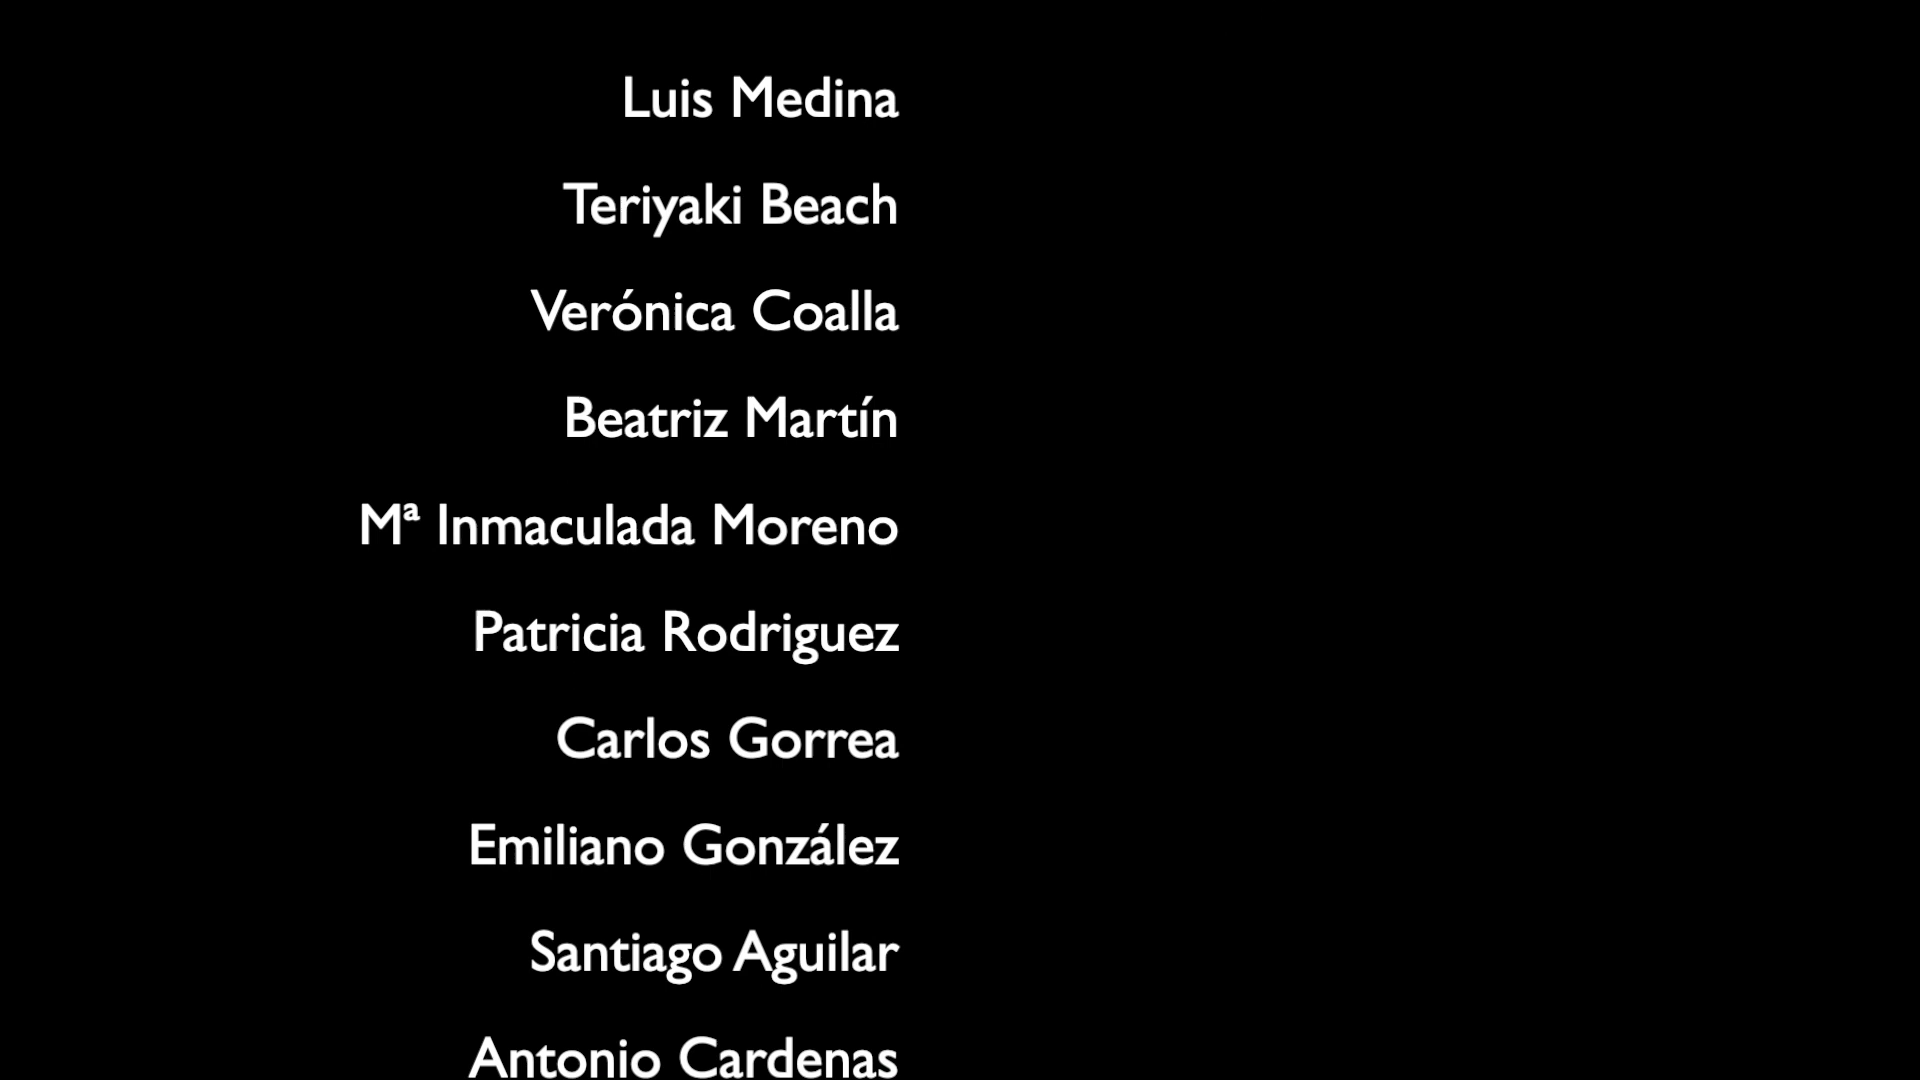 Luis Medina
Teriyaki Beach
Verónica Coalla
Beatriz Martín
Mª Inmaculada Moreno
Patricia Rodriguez
Carlos Gorrea
Emiliano González
Santiago Aguilar
Antonio Cardenas